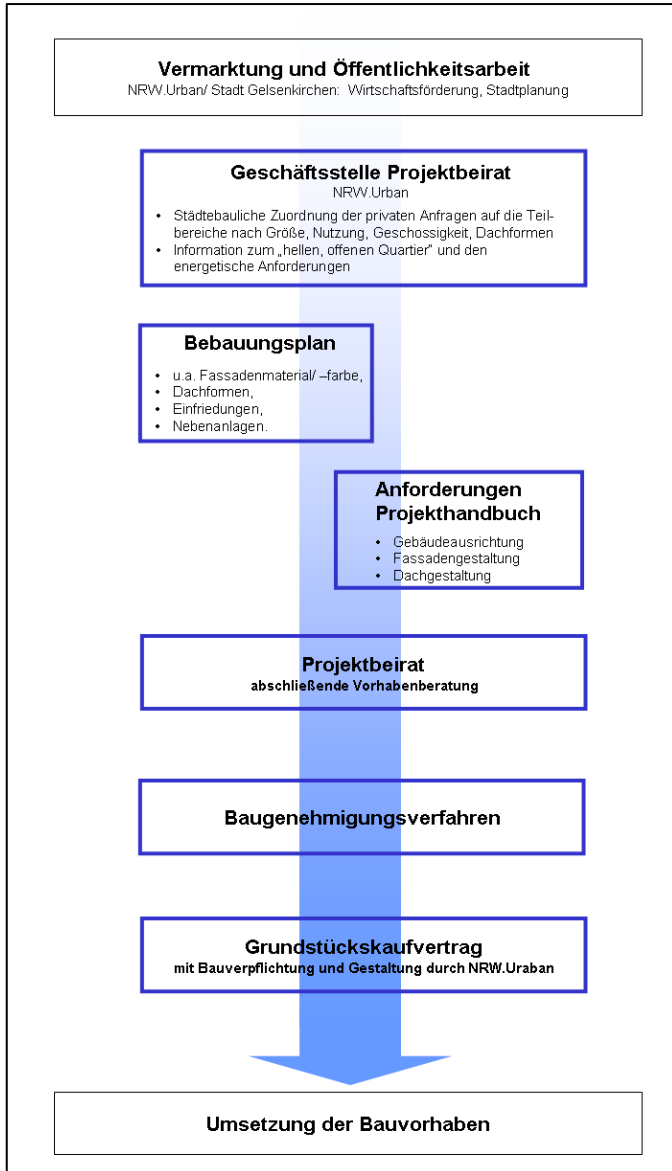 Vermarktung und Öffentlichkeitsarbeit
NRW.Urban/ Stadt Gelsenkirchen: Wirtschaftsförderung, Stadtplanung
Geschäftsstelle Projektbeirat
NRW.Urban
• Städtebauliche Zuordnung der privaten Anfragen auf die Teil-
bereiche nach Größe, Nutzung, Geschossigkeit, Dachformen
• Information zum „hellen, offenen Quartier" und den
energetische Anforderungen
Bebauungsplan
• u.a. Fassadenmaterial/ –farbe,
• Dachformen,
• Einfriedungen,
• Nebenanlagen.
Anforderungen
Projekthandbuch
• Gebäudeausrichtung
• Fassadengestaltung
• Dachgestaltung
Projektbeirat
abschließende Vorhabenberatung
Baugenehmigungsverfahren
Grundstückskaufvertrag
mit Bauverpflichtung und Gestaltung durch NRW.Uraban
Umsetzung der Bauvorhaben